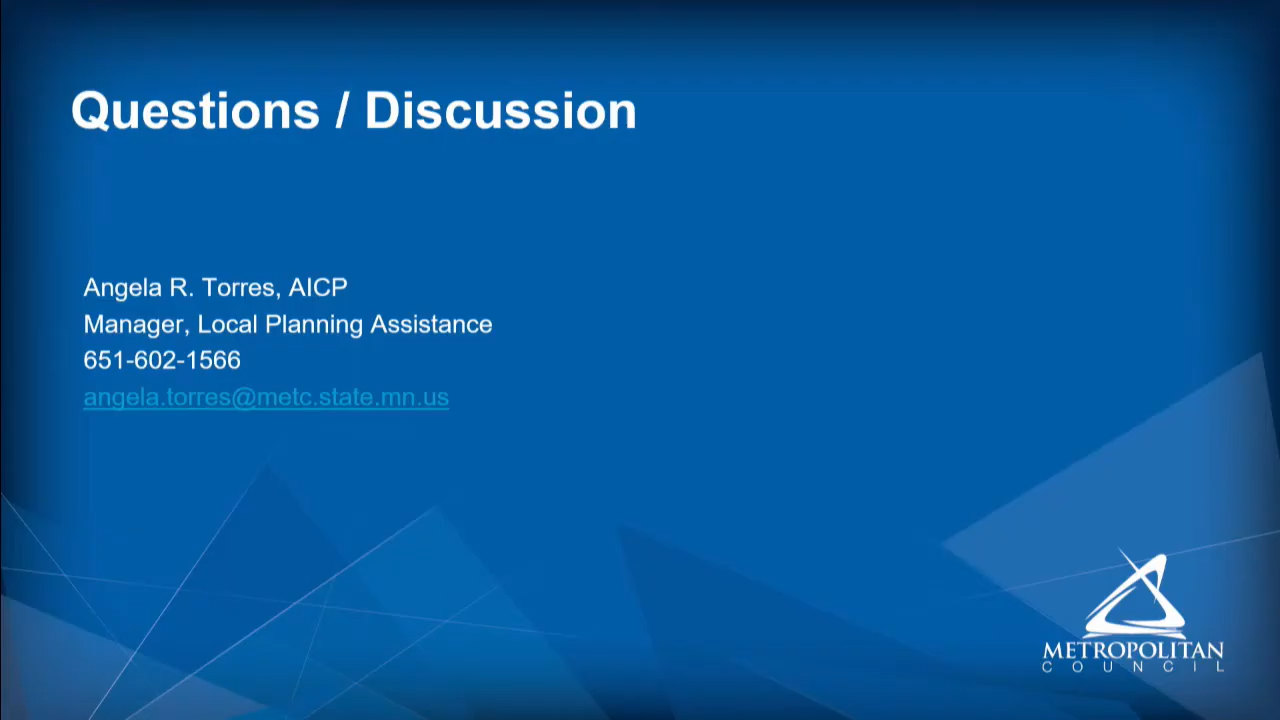 Questions / Discussion
Angela R. Torres, AICP
Manager, Local Planning Assistance
651-602-1566
angela.torres@metc.state.mn.us
METROPOLITAN
COUNCIL